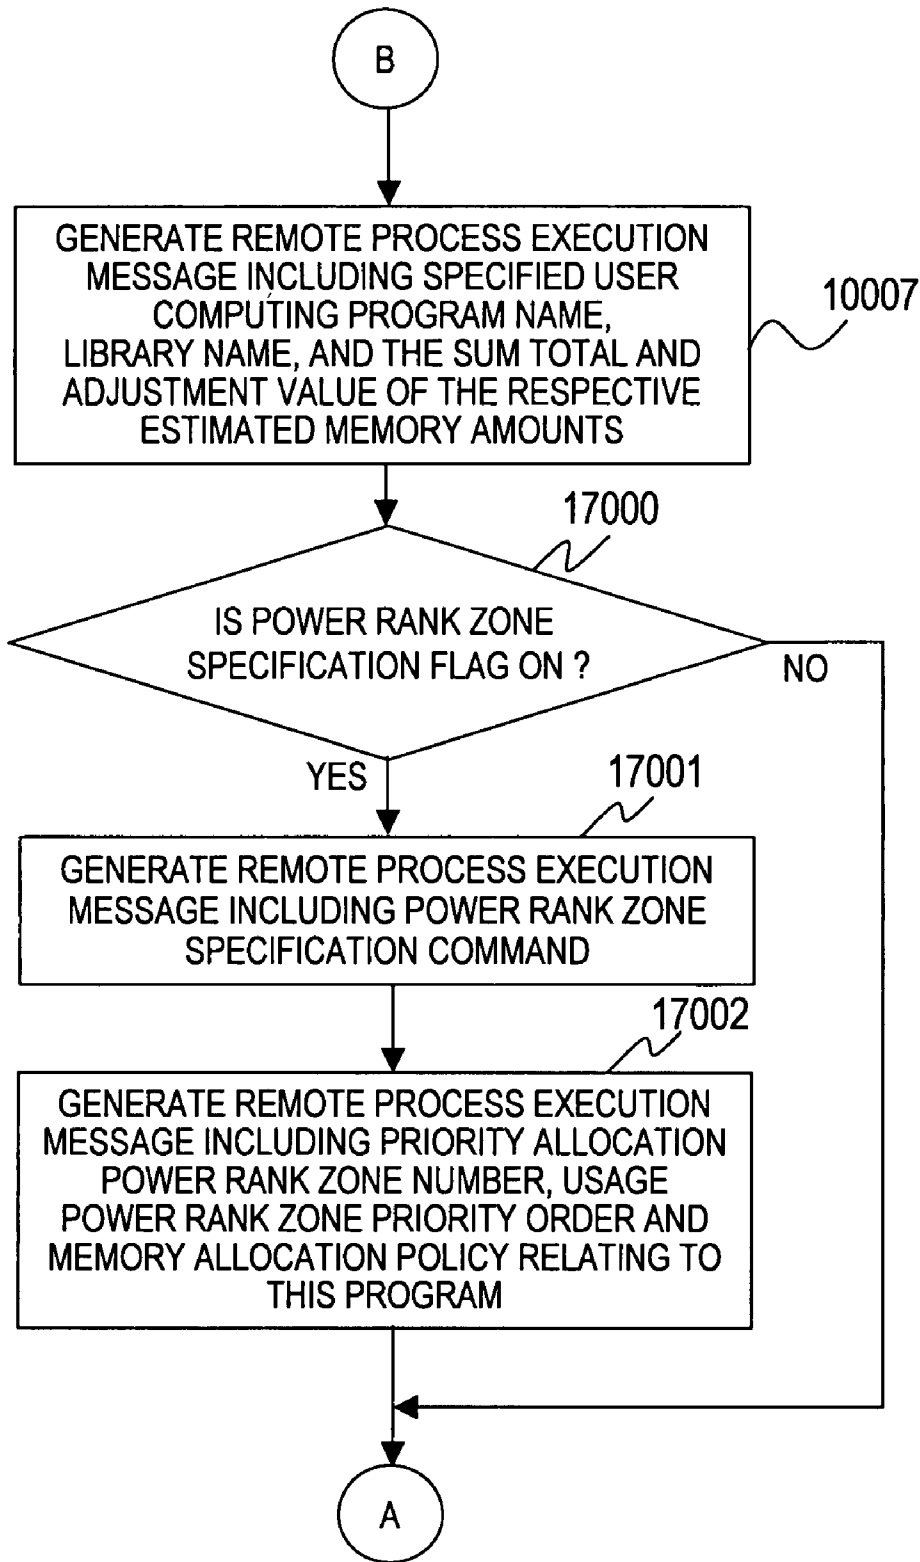 B
GENERATE REMOTE PROCESS EXECUTION
MESSAGE INCLUDING SPECIFIED USER
COMPUTING PROGRAM NAME,
LIBRARY NAME, AND THE SUM TOTAL AND
ADJUSTMENT VALUE OF THE RESPECTIVE
ESTIMATED MEMORY AMOUNTS
10007
17000
IS POWER RANK ZONE
SPECIFICATION FLAG ON ?
NO
YES
17001
GENERATE REMOTE PROCESS EXECUTION
MESSAGE INCLUDING POWER RANK ZONE
SPECIFICATION COMMAND
17002
GENERATE REMOTE PROCESS EXECUTION
MESSAGE INCLUDING PRIORITY ALLOCATION
POWER RANK ZONE NUMBER, USAGE
POWER RANK ZONE PRIORITY ORDER AND
MEMORY ALLOCATION POLICY RELATING TO
THIS PROGRAM
A